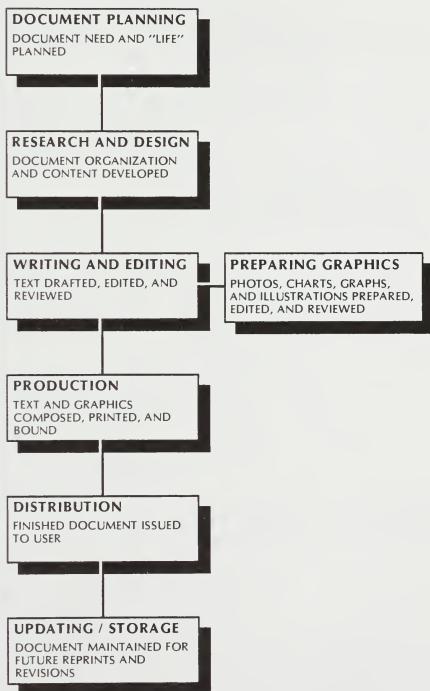 DOCUMENT PLANNING
DOCUMENT NEED AND "LIFE"
PLANNED
RESEARCH AND DESIGN
DOCUMENT ORGANIZATION
AND CONTENT DEVELOPED
WRITING AND EDITING
TEXT DRAFTED, EDITED, AND
REVIEWED
PREPARING GRAPHICS
PHOTOS, CHARTS, GRAPHS,
AND ILLUSTRATIONS PREPARED,
EDITED, AND REVIEWED
PRODUCTION
TEXT AND GRAPHICS
COMPOSED, PRINTED, AND
BOUND
DISTRIBUTION
FINISHED DOCUMENT ISSUED
TO USER
UPDATING / STORAGE
DOCUMENT MAINTAINED FOR
FUTURE REPRINTS AND
REVISIONS